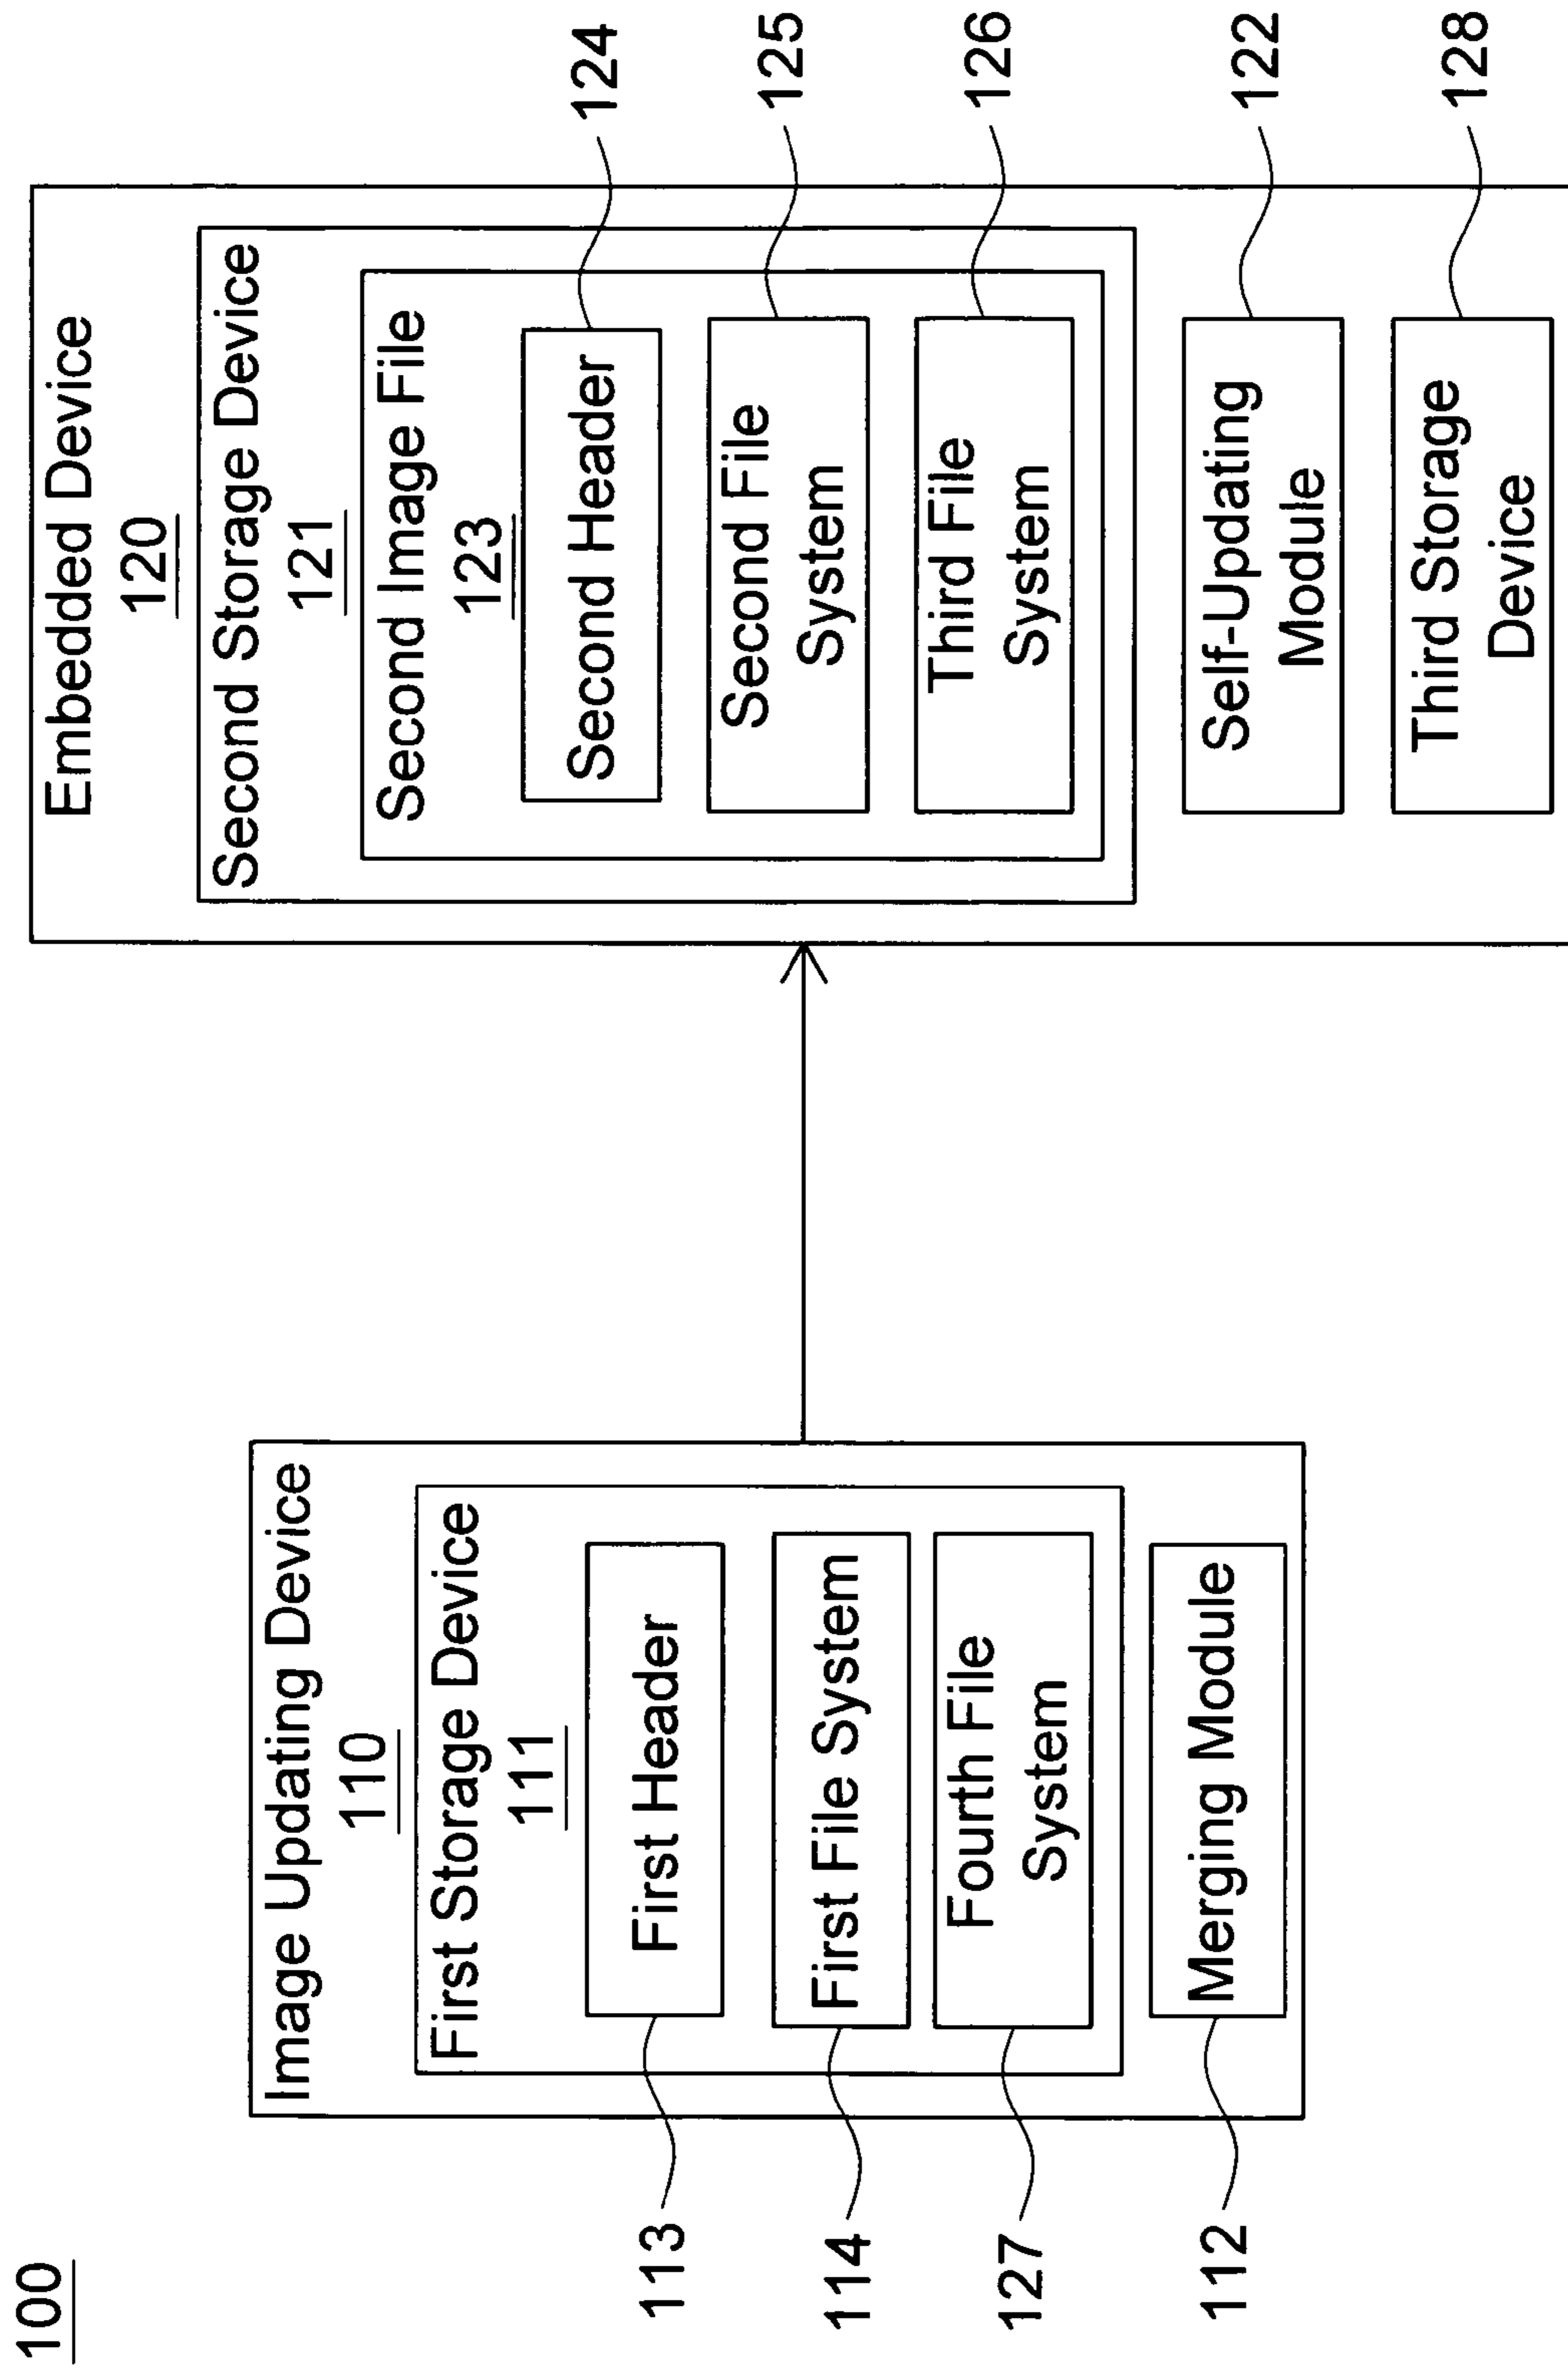 100
Image Updating Device
110
First Storage Device
111
First Header
113
First File System
114
Fourth File
System
127
Merging Module
112
Embedded Device
120
Second Storage Device
121
Second Image File
123
Second Header
124
Second File
System
125
Third File
System
126
Self-Updating
Module
122
Third Storage
Device
128